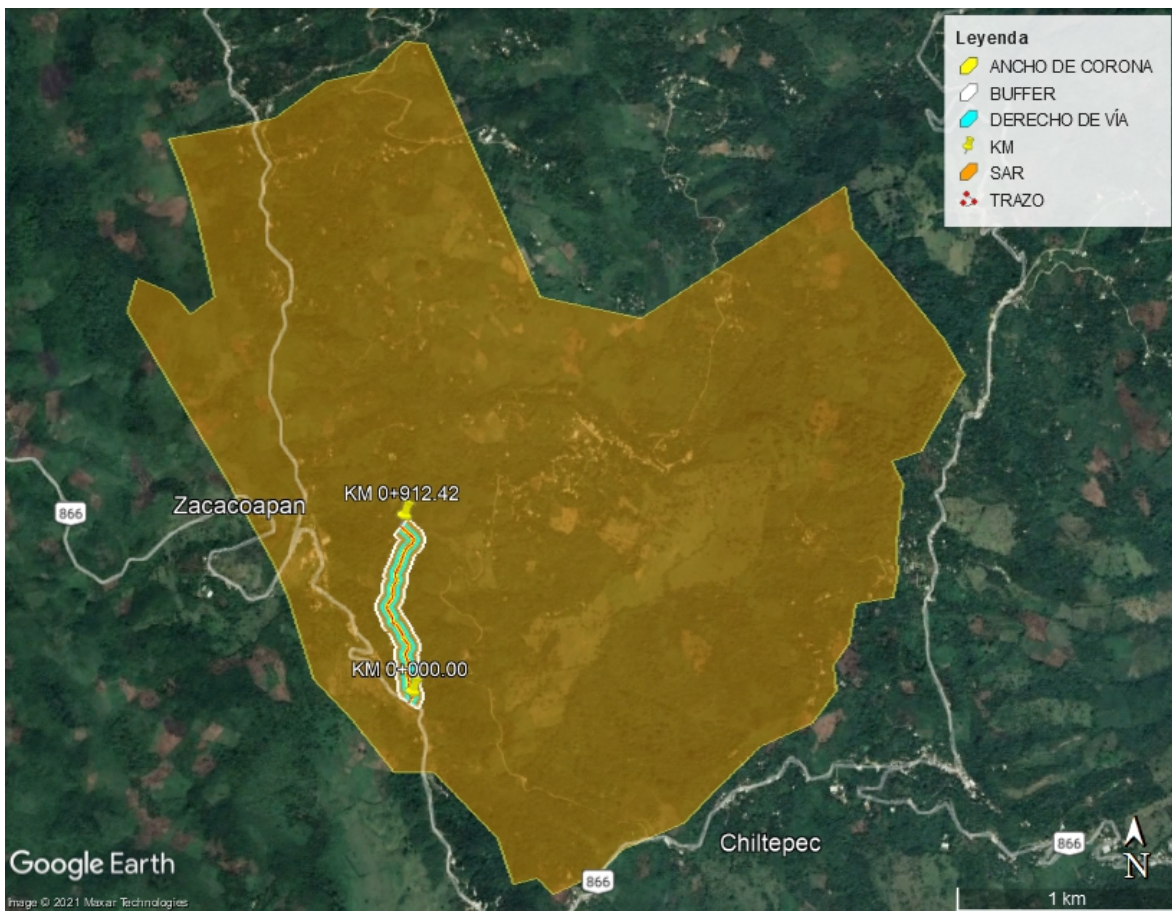 Leyenda
ANCHO DE CORONA
BUFFER
DERECHO DE VÍA
KM
SAR
TRAZO
KM 0+912.42
Zacacoapan
866
KM 0+000.00
Chiltepec
866
866
N
Google Earth
Image © 2021 Maxar Technologies
1 km